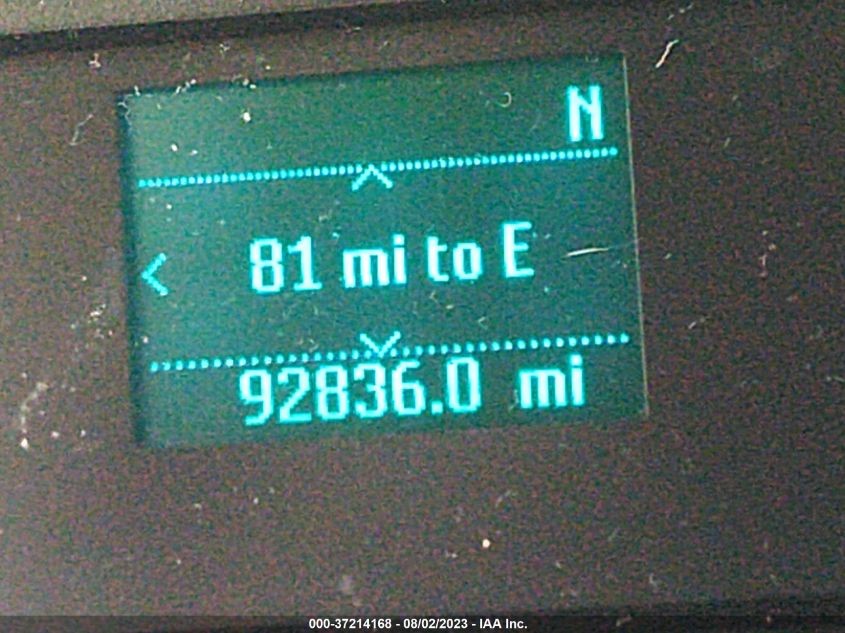 N
81 mi to E
92836.0 mi
000-37214168 - 08/02/2023 - IAA Inc.